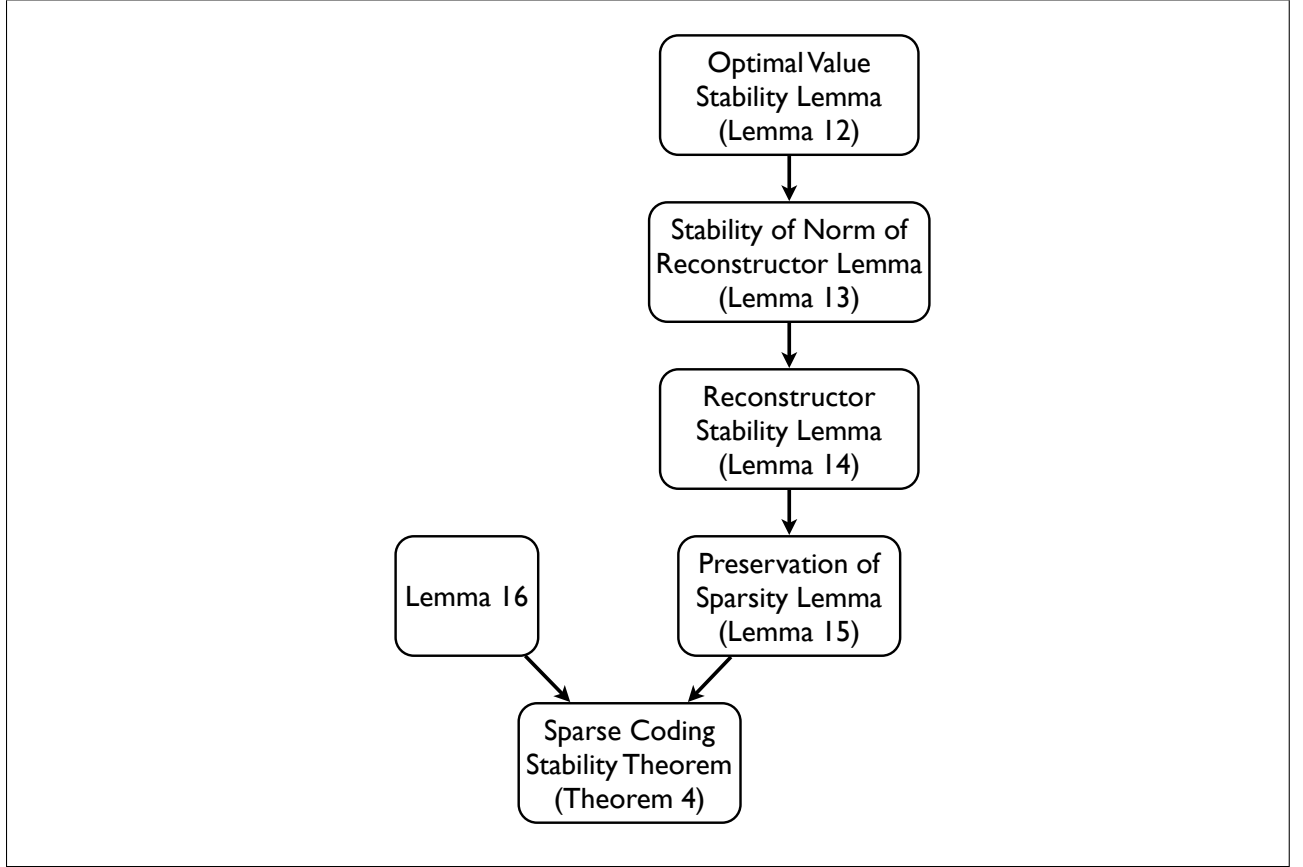 Optimal Value
Stability Lemma
(Lemma 12)
Stability of Norm of
Reconstructor Lemma
(Lemma 13)
Reconstructor
Stability Lemma
(Lemma 14)
Lemma 16
Preservation of
Sparsity Lemma
(Lemma 15)
Sparse Coding
Stability Theorem
(Theorem 4)